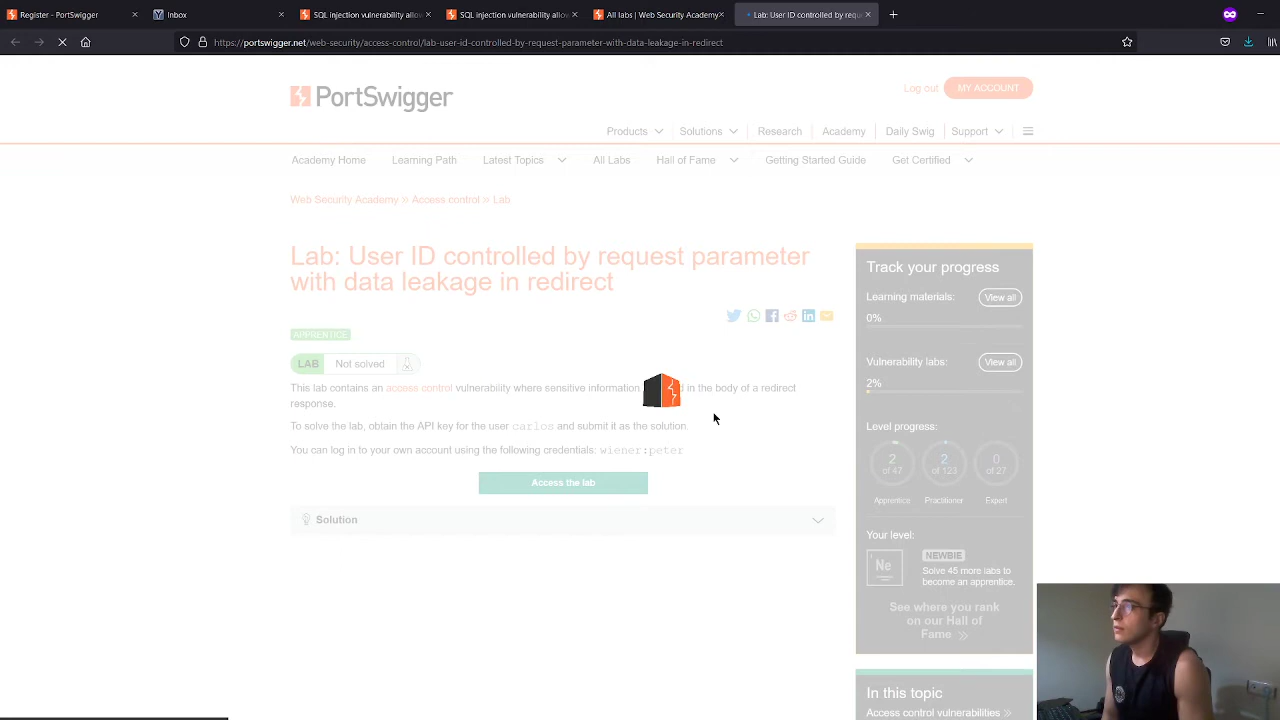 Register - PortSwigger
Inbox
SQL injection vulnerability allow
SQL injection vulnerability allow
All labs | Web Security Academy
Lab: User ID controlled by requ
https://portswigger.net/web-security/access-control/lab-user-id-controlled-by-request-parameter-with-data-leakage-in-redirect
PortSwigger
Log out
MY ACCOUNT
Products
Solutions
Research
Academy
Daily Swig
Support
Academy Home
Learning Path
Latest Topics
All Labs
Hall of Fame
Getting Started Guide
Get Certified
Web Security Academy » Access control » Lab
Lab: User ID controlled by request parameter
with data leakage in redirect
APPRENTICE
LAB
Not solved
This lab contains an access control vulnerability where sensitive information in the body of a redirect
response.
To solve the lab, obtain the API key for the user carlos and submit it as the solution.
You can log in to your own account using the following credentials: wiener:peter
Access the lab
Solution
Track your progress
Learning materials:
View all
0%
Vulnerability labs:
View all
2%
Level progress:
2
of 47
2
of 123
0
of 27
Apprentice
Practitioner
Expert
Your level:
Ne
NEWBIE
Solve 45 more labs to
become an apprentice.
See where you rank
on our Hall of
Fame »
In this topic
Access control vulnerabilities »